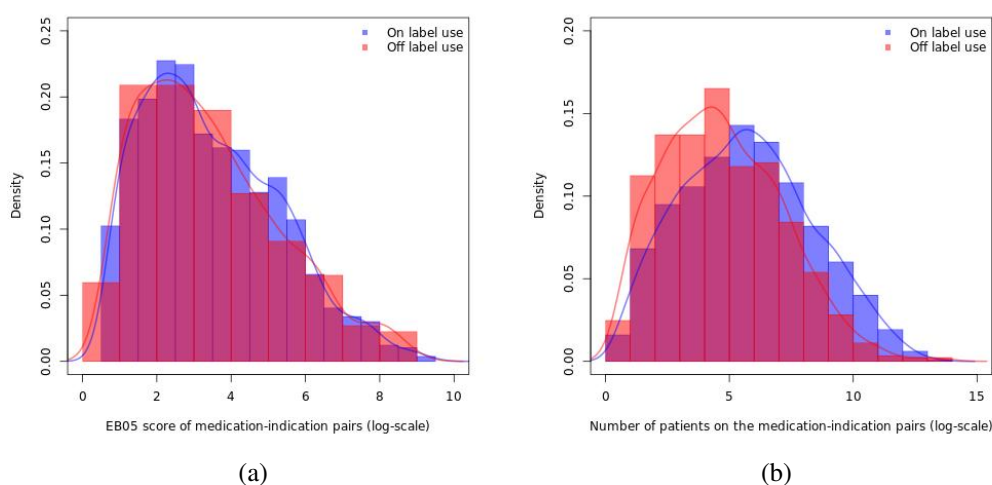 On label use
Off label use
Density
0.00
0.05
0.10
0.15
0.20
0.25
0
2
4
6
8
10
EB05 score of medication-indication pairs (log-scale)
(a)
On label use
Off label use
Density
0.00
0.05
0.10
0.15
0.20
0
5
10
15
Number of patients on the medication-indication pairs (log-scale)
(b)